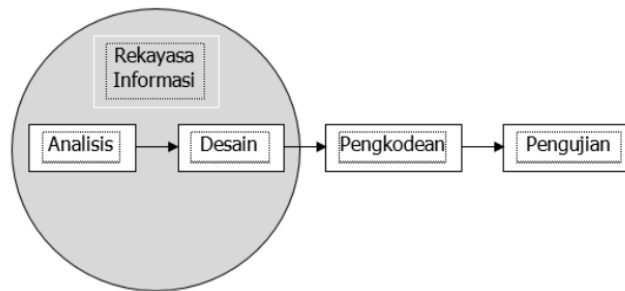 Rekayasa
Informasi
Analisis
Desain
Pengkodean
Pengujian